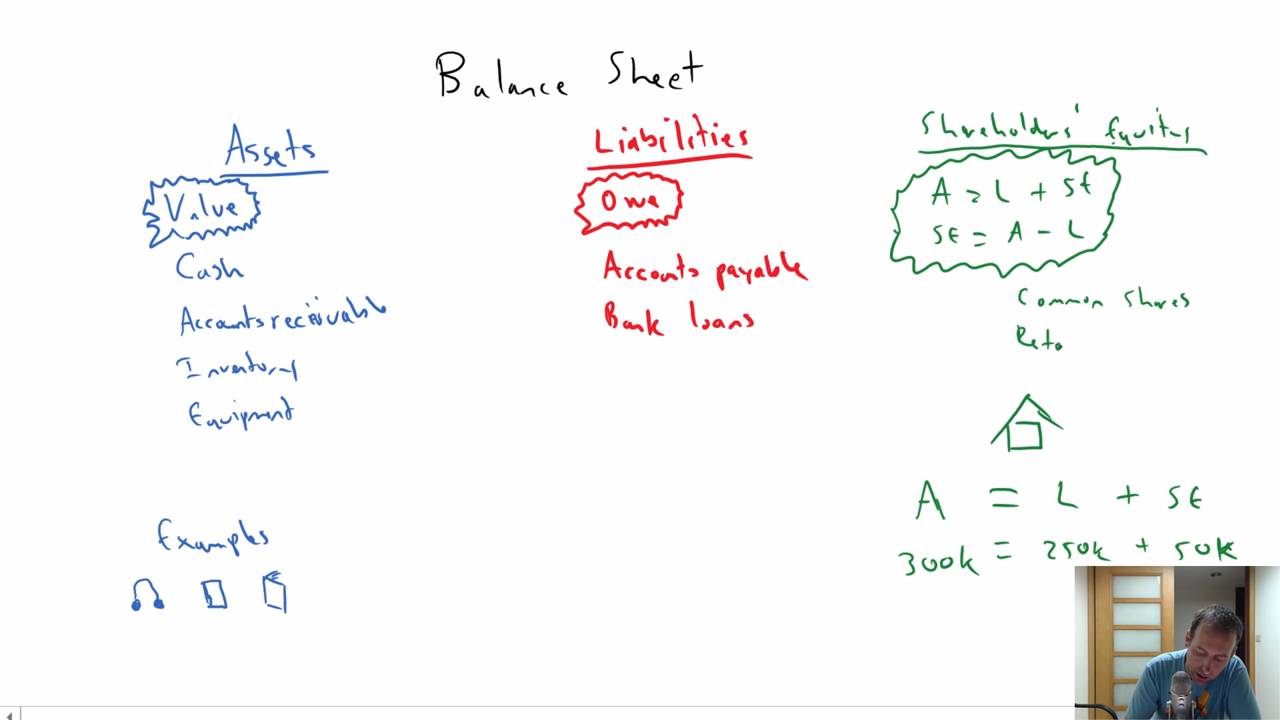 Balance Sheet
Assets
Value
Cash
Accounts receivable
Inventory
Equipment
Examples
Liabilities
Owe
Accounts payable
Bank loans
Shareholders' Equity
A = L + SE
SE = A - L
Common Shares
Reta
A = L + SE
300k = 250k + 50k